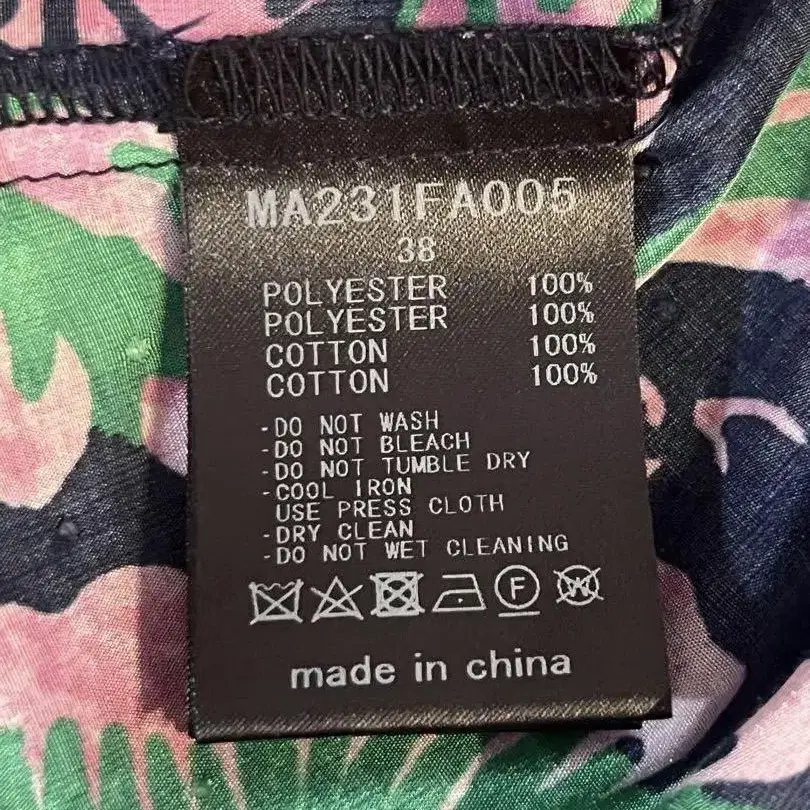 MA231FA005
38
POLYESTER 100%
POLYESTER 100%
COTTON 100%
COTTON 100%
-DO NOT WASH
-DO NOT BLEACH
-DO NOT TUMBLE DRY
-COOL IRON
USE PRESS CLOTH
-DRY CLEAN
-DO NOT WET CLEANING
F W
made in china